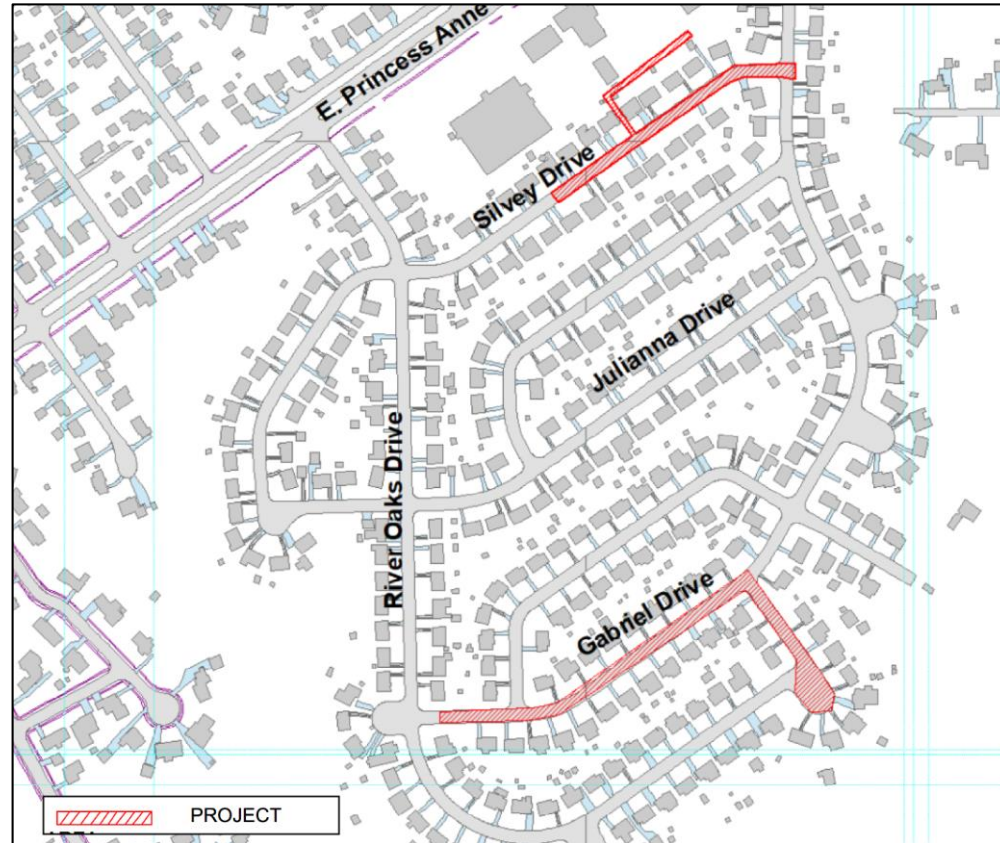 E. Princess Anne
Silvey Drive
Julianna Drive
River Oaks Drive
Gabriel Drive
PROJECT